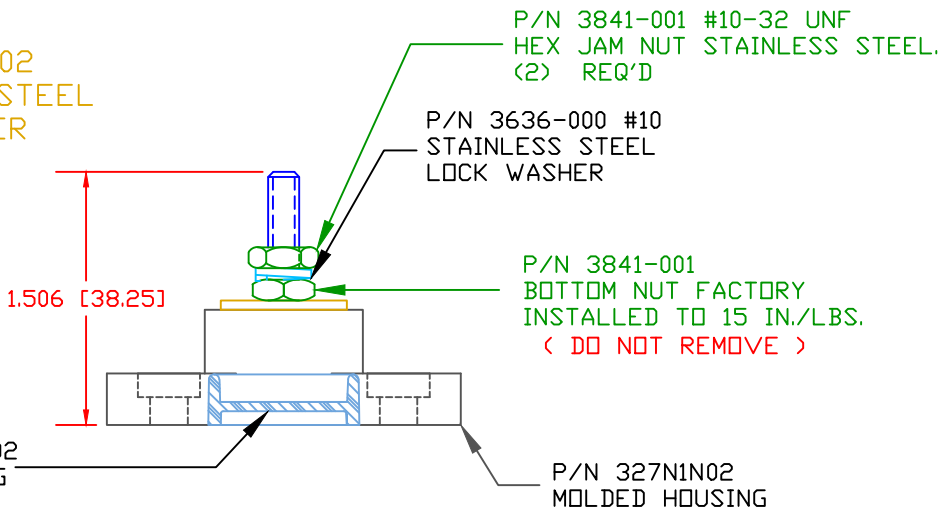 P/N 3841-001 #10-32 UNF
HEX JAM NUT STAINLESS STEEL.
(2) REQ'D
02
STEEL
P/N 3636-000 #10
STAINLESS STEEL
LOCK WASHER
1.506 [38.25]
P/N 3841-001
BOTTOM NUT FACTORY
INSTALLED TO 15 IN./LBS.
( DO NOT REMOVE )
P/N 327N1N02
MOLDED HOUSING